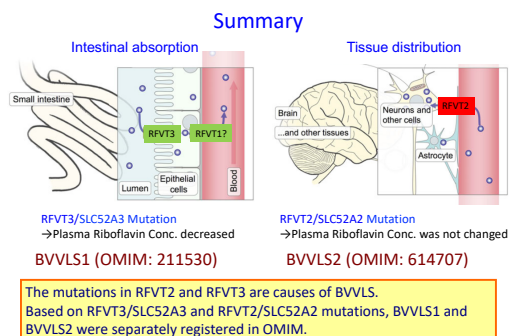 Summary
Intestinal absorption
Tissue distribution
Small intestine
RFVT3
RFVT1?
Lumen
Epithelial
cells
Blood
Brain
...and other tissues
Neurons and
other cells
RFVT2
Astrocyte
RFVT3/SLC52A3 Mutation
→Plasma Riboflavin Conc. decreased
BVVLS1 (OMIM: 211530)
RFVT2/SLC52A2 Mutation
→Plasma Riboflavin Conc. was not changed
BVVLS2 (OMIM: 614707)
The mutations in RFVT2 and RFVT3 are causes of BVVLS.
Based on RFVT3/SLC52A3 and RFVT2/SLC52A2 mutations, BVVLS1 and
BVVLS2 were separately registered in OMIM.